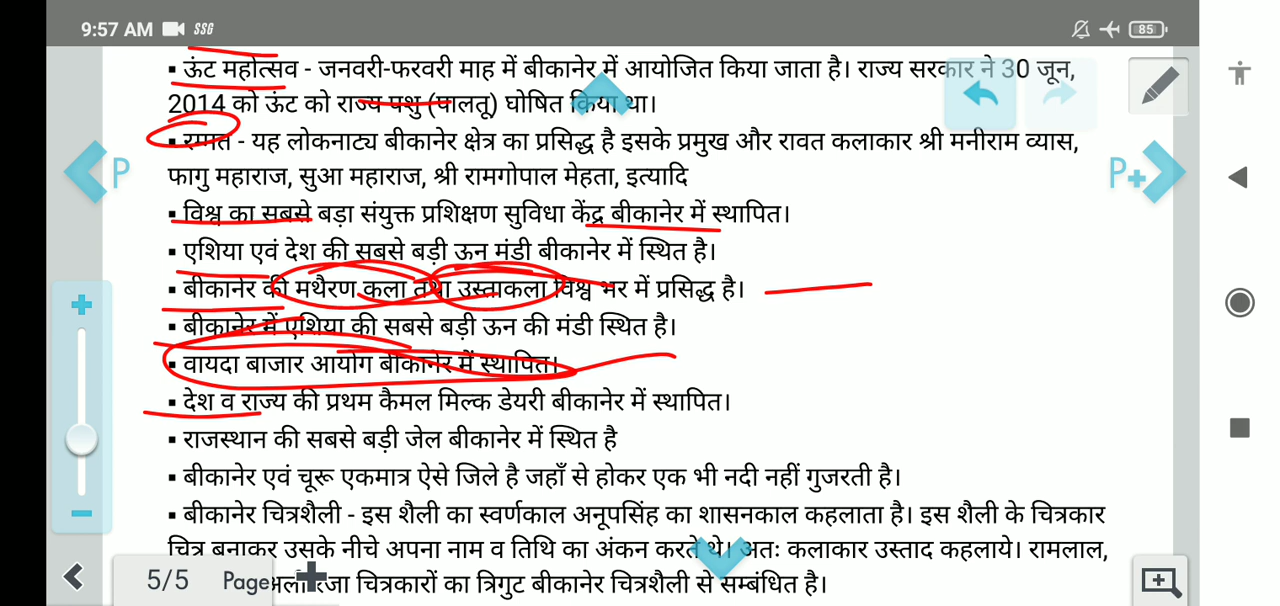 9:57 AM SSG 85
▪ ऊंट महोत्सव - जनवरी-फरवरी माह में बीकानेर में आयोजित किया जाता है। राज्य सरकार ने 30 जून,
2014 को ऊंट को राज्य पशु (पालतू) घोषित किया था।
▪ रम्मत - यह लोकनाट्य बीकानेर क्षेत्र का प्रसिद्ध है इसके प्रमुख और रावत कलाकार श्री मनीराम व्यास,
फागु महाराज, सुआ महाराज, श्री रामगोपाल मेहता, इत्यादि
▪ विश्व का सबसे बड़ा संयुक्त प्रशिक्षण सुविधा केंद्र बीकानेर में स्थापित।
▪ एशिया एवं देश की सबसे बड़ी ऊन मंडी बीकानेर में स्थित है।
▪ बीकानेर की मथैरण कला तथा उस्ताकला विश्व भर में प्रसिद्ध है।
▪ बीकानेर में एशिया की सबसे बड़ी ऊन की मंडी स्थित है।
▪ वायदा बाजार आयोग बीकानेर में स्थापित।
▪ देश व राज्य की प्रथम कैमल मिल्क डेयरी बीकानेर में स्थापित।
▪ राजस्थान की सबसे बड़ी जेल बीकानेर में स्थित है
▪ बीकानेर एवं चूरू एकमात्र ऐसे जिले है जहाँ से होकर एक भी नदी नहीं गुजरती है।
▪ बीकानेर चित्रशैली - इस शैली का स्वर्णकाल अनूपसिंह का शासनकाल कहलाता है। इस शैली के चित्रकार
चित्र बनाकर उसके नीचे अपना नाम व तिथि का अंकन करते थे। अतः कलाकार उस्ताद कहलाये। रामलाल,
चित्रकारों का त्रिगुट बीकानेर चित्रशैली से सम्बंधित है।
P
P+
5/5 Page